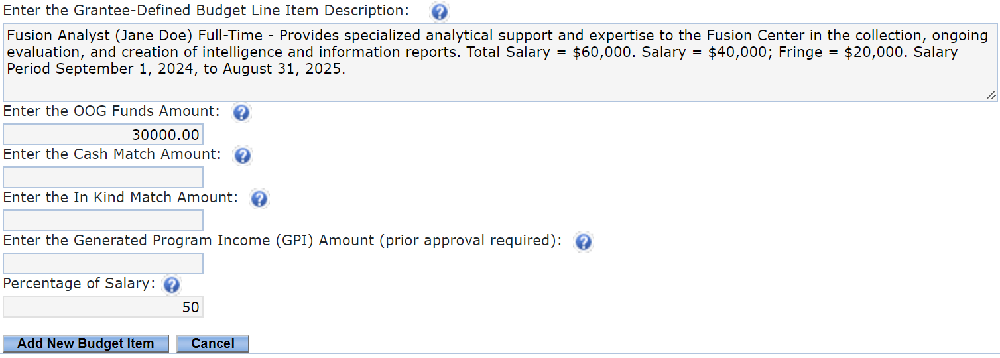 Enter the Grantee-Defined Budget Line Item Description:
Fusion Analyst (Jane Doe) Full-Time - Provides specialized analytical support and expertise to the Fusion Center in the collection, ongoing
evaluation, and creation of intelligence and information reports. Total Salary = $60,000. Salary = $40,000; Fringe = $20,000. Salary
Period September 1, 2024, to August 31, 2025.
Enter the OOG Funds Amount:
30000.00
Enter the Cash Match Amount:
Enter the In Kind Match Amount:
Enter the Generated Program Income (GPI) Amount (prior approval required):
Percentage of Salary:
50
Add New Budget Item Cancel